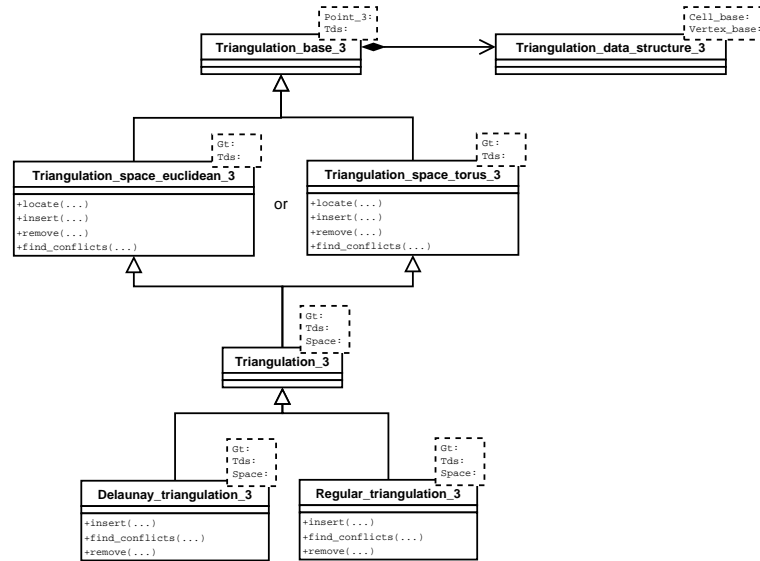 Point_3:
Tds:
Triangulation_base_3
Cell_base:
Vertex_base:
Triangulation_data_structure_3
Gt:
Tds:
Triangulation_space_euclidean_3
+locate(...)
+insert(...)
+remove(...)
+find_conflicts(...)
or
Gt:
Tds:
Triangulation_space_torus_3
+locate(...)
+insert(...)
+remove(...)
+find_conflicts(...)
Gt:
Tds:
Space:
Triangulation_3
Gt:
Tds:
Space:
Delaunay_triangulation_3
+insert(...)
+find_conflicts(...)
+remove(...)
Gt:
Tds:
Space:
Regular_triangulation_3
+insert(...)
+find_conflicts(...)
+remove(...)